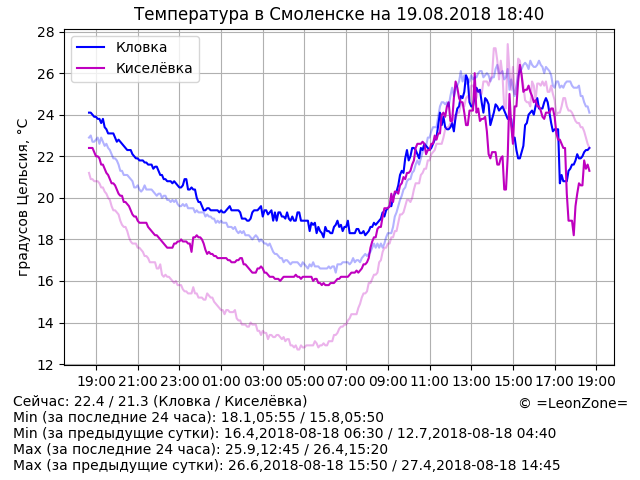 Температура в Смоленске на 19.08.2018 18:40
28
26
24
22
20
18
16
14
12
градусов Цельсия, °C
Кловка
Киселёвка
19:00 21:00 23:00 01:00 03:00 05:00 07:00 09:00 11:00 13:00 15:00 17:00 19:00
Сейчас: 22.4 / 21.3 (Кловка / Киселёвка)
© =LeonZone=
Min (за последние 24 часа): 18.1,05:55 / 15.8,05:50
Min (за предыдущие сутки): 16.4,2018-08-18 06:30 / 12.7,2018-08-18 04:40
Max (за последние 24 часа): 25.9,12:45 / 26.4,15:20
Max (за предыдущие сутки): 26.6,2018-08-18 15:50 / 27.4,2018-08-18 14:45